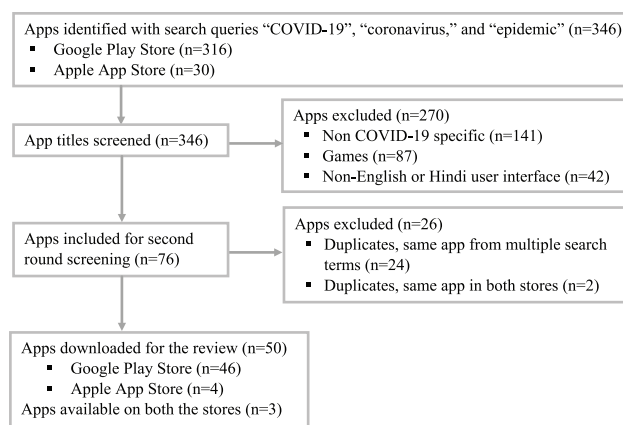 Apps identified with search queries “COVID-19”, “coronavirus,” and “epidemic” (n=346)
▪ Google Play Store (n=316)
▪ Apple App Store (n=30)
App titles screened (n=346)
Apps excluded (n=270)
▪ Non COVID-19 specific (n=141)
▪ Games (n=87)
▪ Non-English or Hindi user interface (n=42)
Apps included for second
round screening (n=76)
Apps excluded (n=26)
▪ Duplicates, same app from multiple search
terms (n=24)
▪ Duplicates, same app in both stores (n=2)
Apps downloaded for the review (n=50)
▪ Google Play Store (n=46)
▪ Apple App Store (n=4)
Apps available on both the stores (n=3)